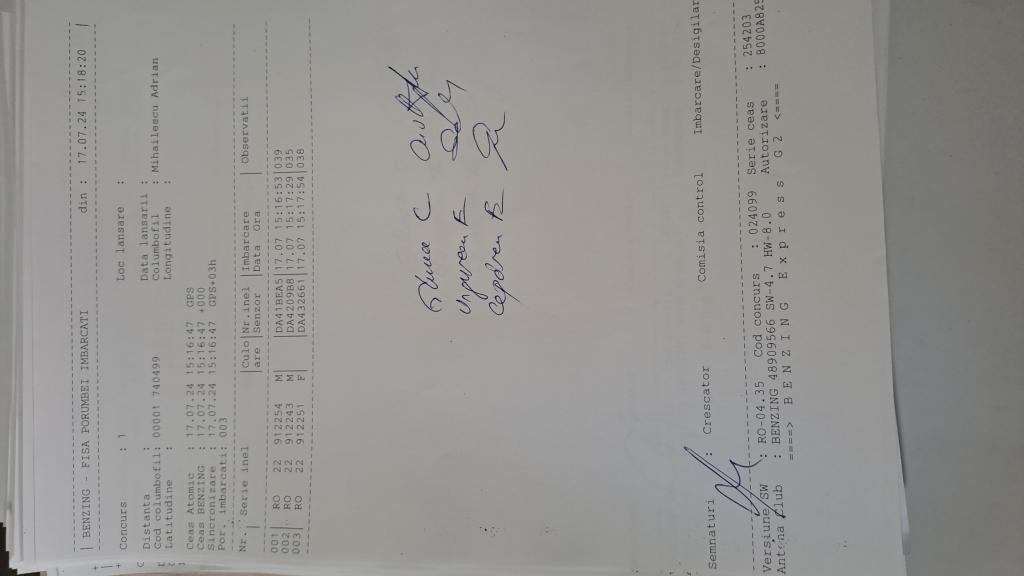 | BENZING - FISA PORUMBEI IMBARCATI din : 17.07.24 15:18:20 |
Concurs : 1 Loc lansare :
Distanta : Data lansarii :
Cod columbofil: 00001 740499 Columbofil : Mihailescu Adrian
Latitudine : Longitudine :
Ceas Atomic : 17.07.24 15:16:47 GPS
Ceas BENZING : 17.07.24 15:16:47 +000
Sincronizare : 17.07.24 15:16:47 GPS+03h
Por. imbarcati: 003
Nr. | Serie inel |Culo|Nr.inel |Imbarcare | Observatii
|are |Senzor |Data Ora
001| RO 22 912254 M |DA41BEA5|17.07 15:16:53|039
002| RO 22 912243 M |DA4209B8|17.07 15:17:29|035
003| RO 22 912251 F |DA432661|17.07 15:17:54|038
Semnaturi : Crescator Comisia control Imbarcare/Desigilar
Versiune SW : RO-04.35 Cod concurs : 024099 Serie ceas : 254203
Antena Club : BENZING 48909566 SW-4.7 HW-8.0 Autorizare : 8000A825
====> B E N Z I N G E x p r e s s G 2 <====